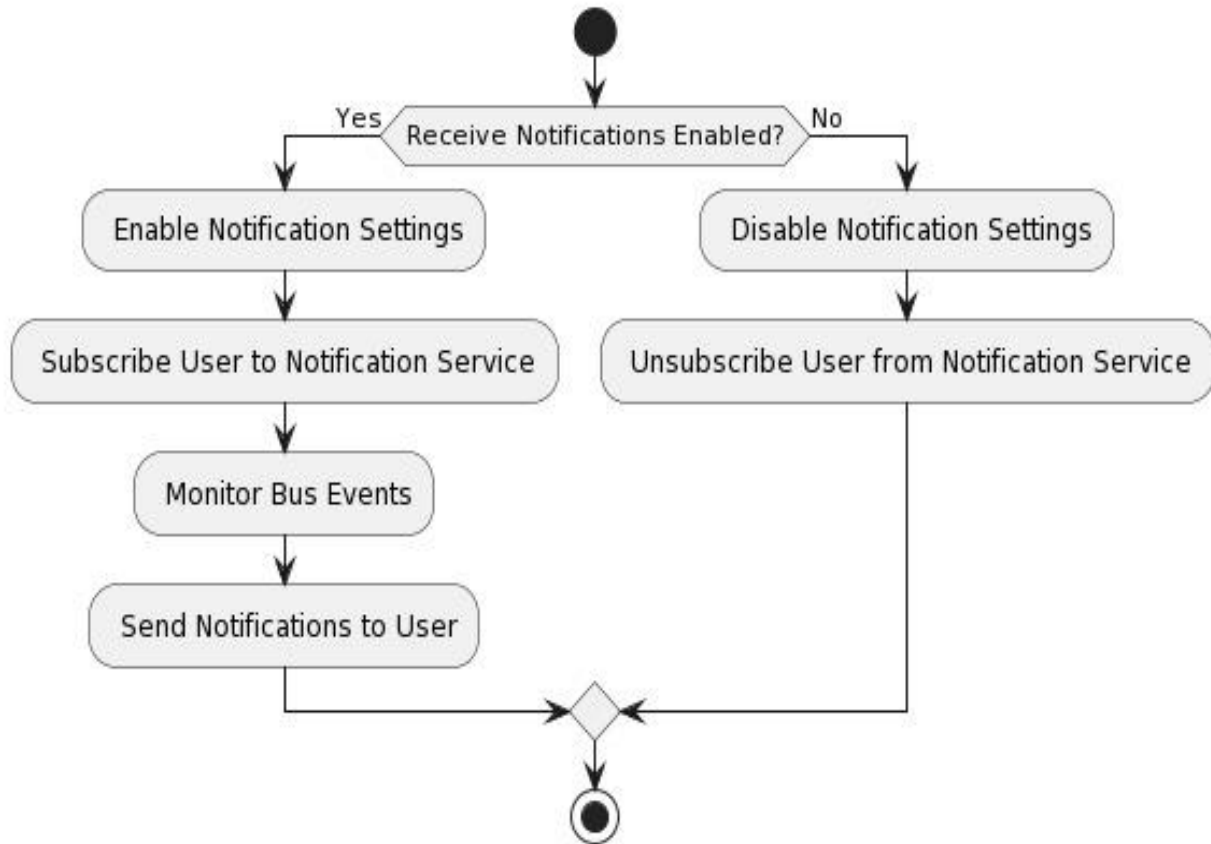 Yes
Receive Notifications Enabled?
No
Enable Notification Settings
Disable Notification Settings
Subscribe User to Notification Service
Unsubscribe User from Notification Service
Monitor Bus Events
Send Notifications to User